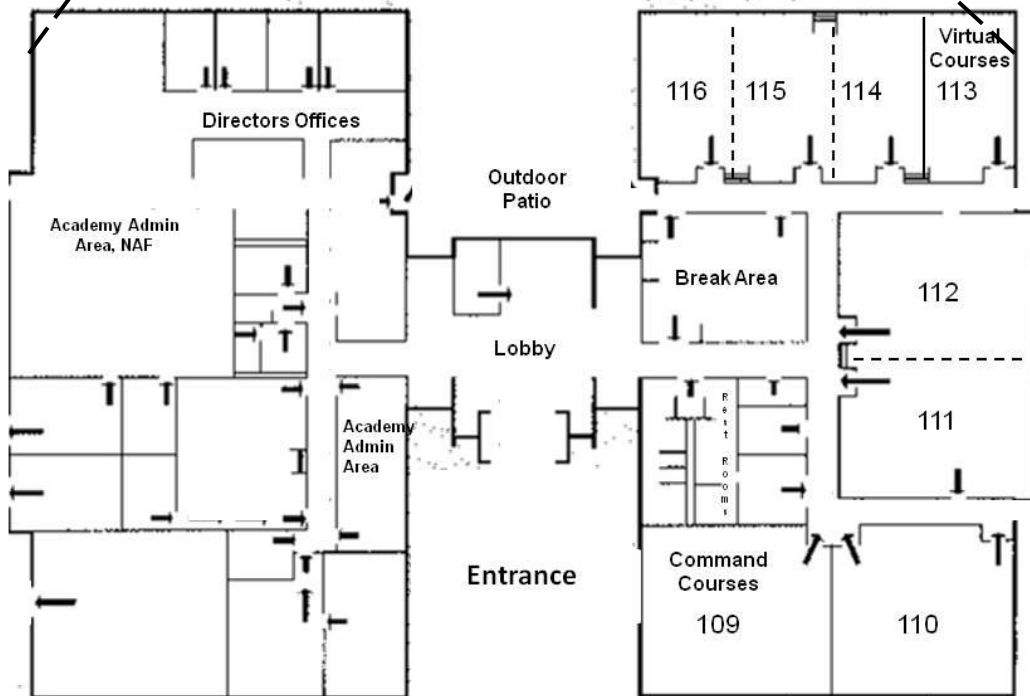 Virtual
Courses
116
115
114
113
Directors Offices
Outdoor
Patio
Academy Admin
Area, NAF
Break Area
112
Lobby
111
Academy
Admin
Area
Rest Rooms
Entrance
Command
Courses
109
110